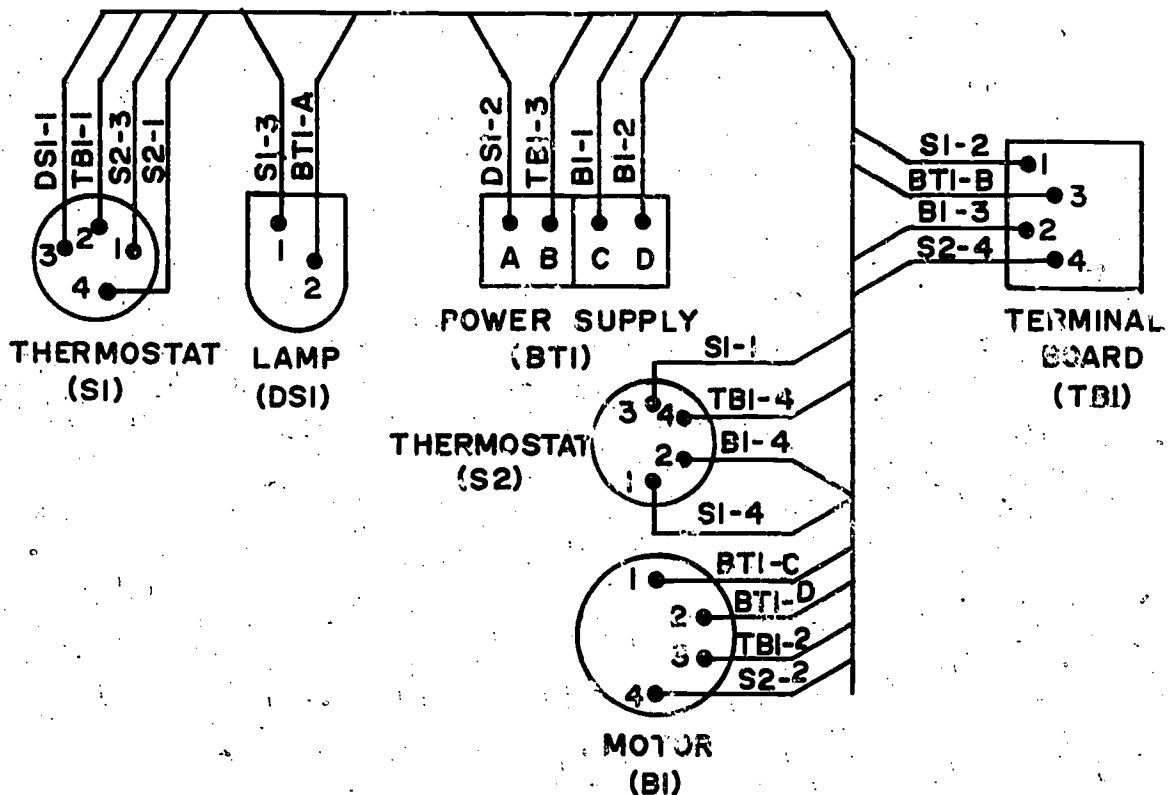 DS1-1
TB1-1
S2-3
S2-1
3
2
1
4
THERMOSTAT
(S1)
S1-3
BT1-A
1
2
LAMP
(DS1)
DS1-2
TB1-3
B1-1
B1-2
A B C D
POWER SUPPLY
(BT1)
S1-2
BT1-B
B1-3
S2-4
1
3
2
4
TERMINAL
BOARD
(TB1)
S1-1
TB1-4
B1-4
S1-4
3
4
2
1
THERMOSTAT
(S2)
BT1-C
BT1-D
TB1-2
S2-2
1
2
3
4
MOTOR
(B1)